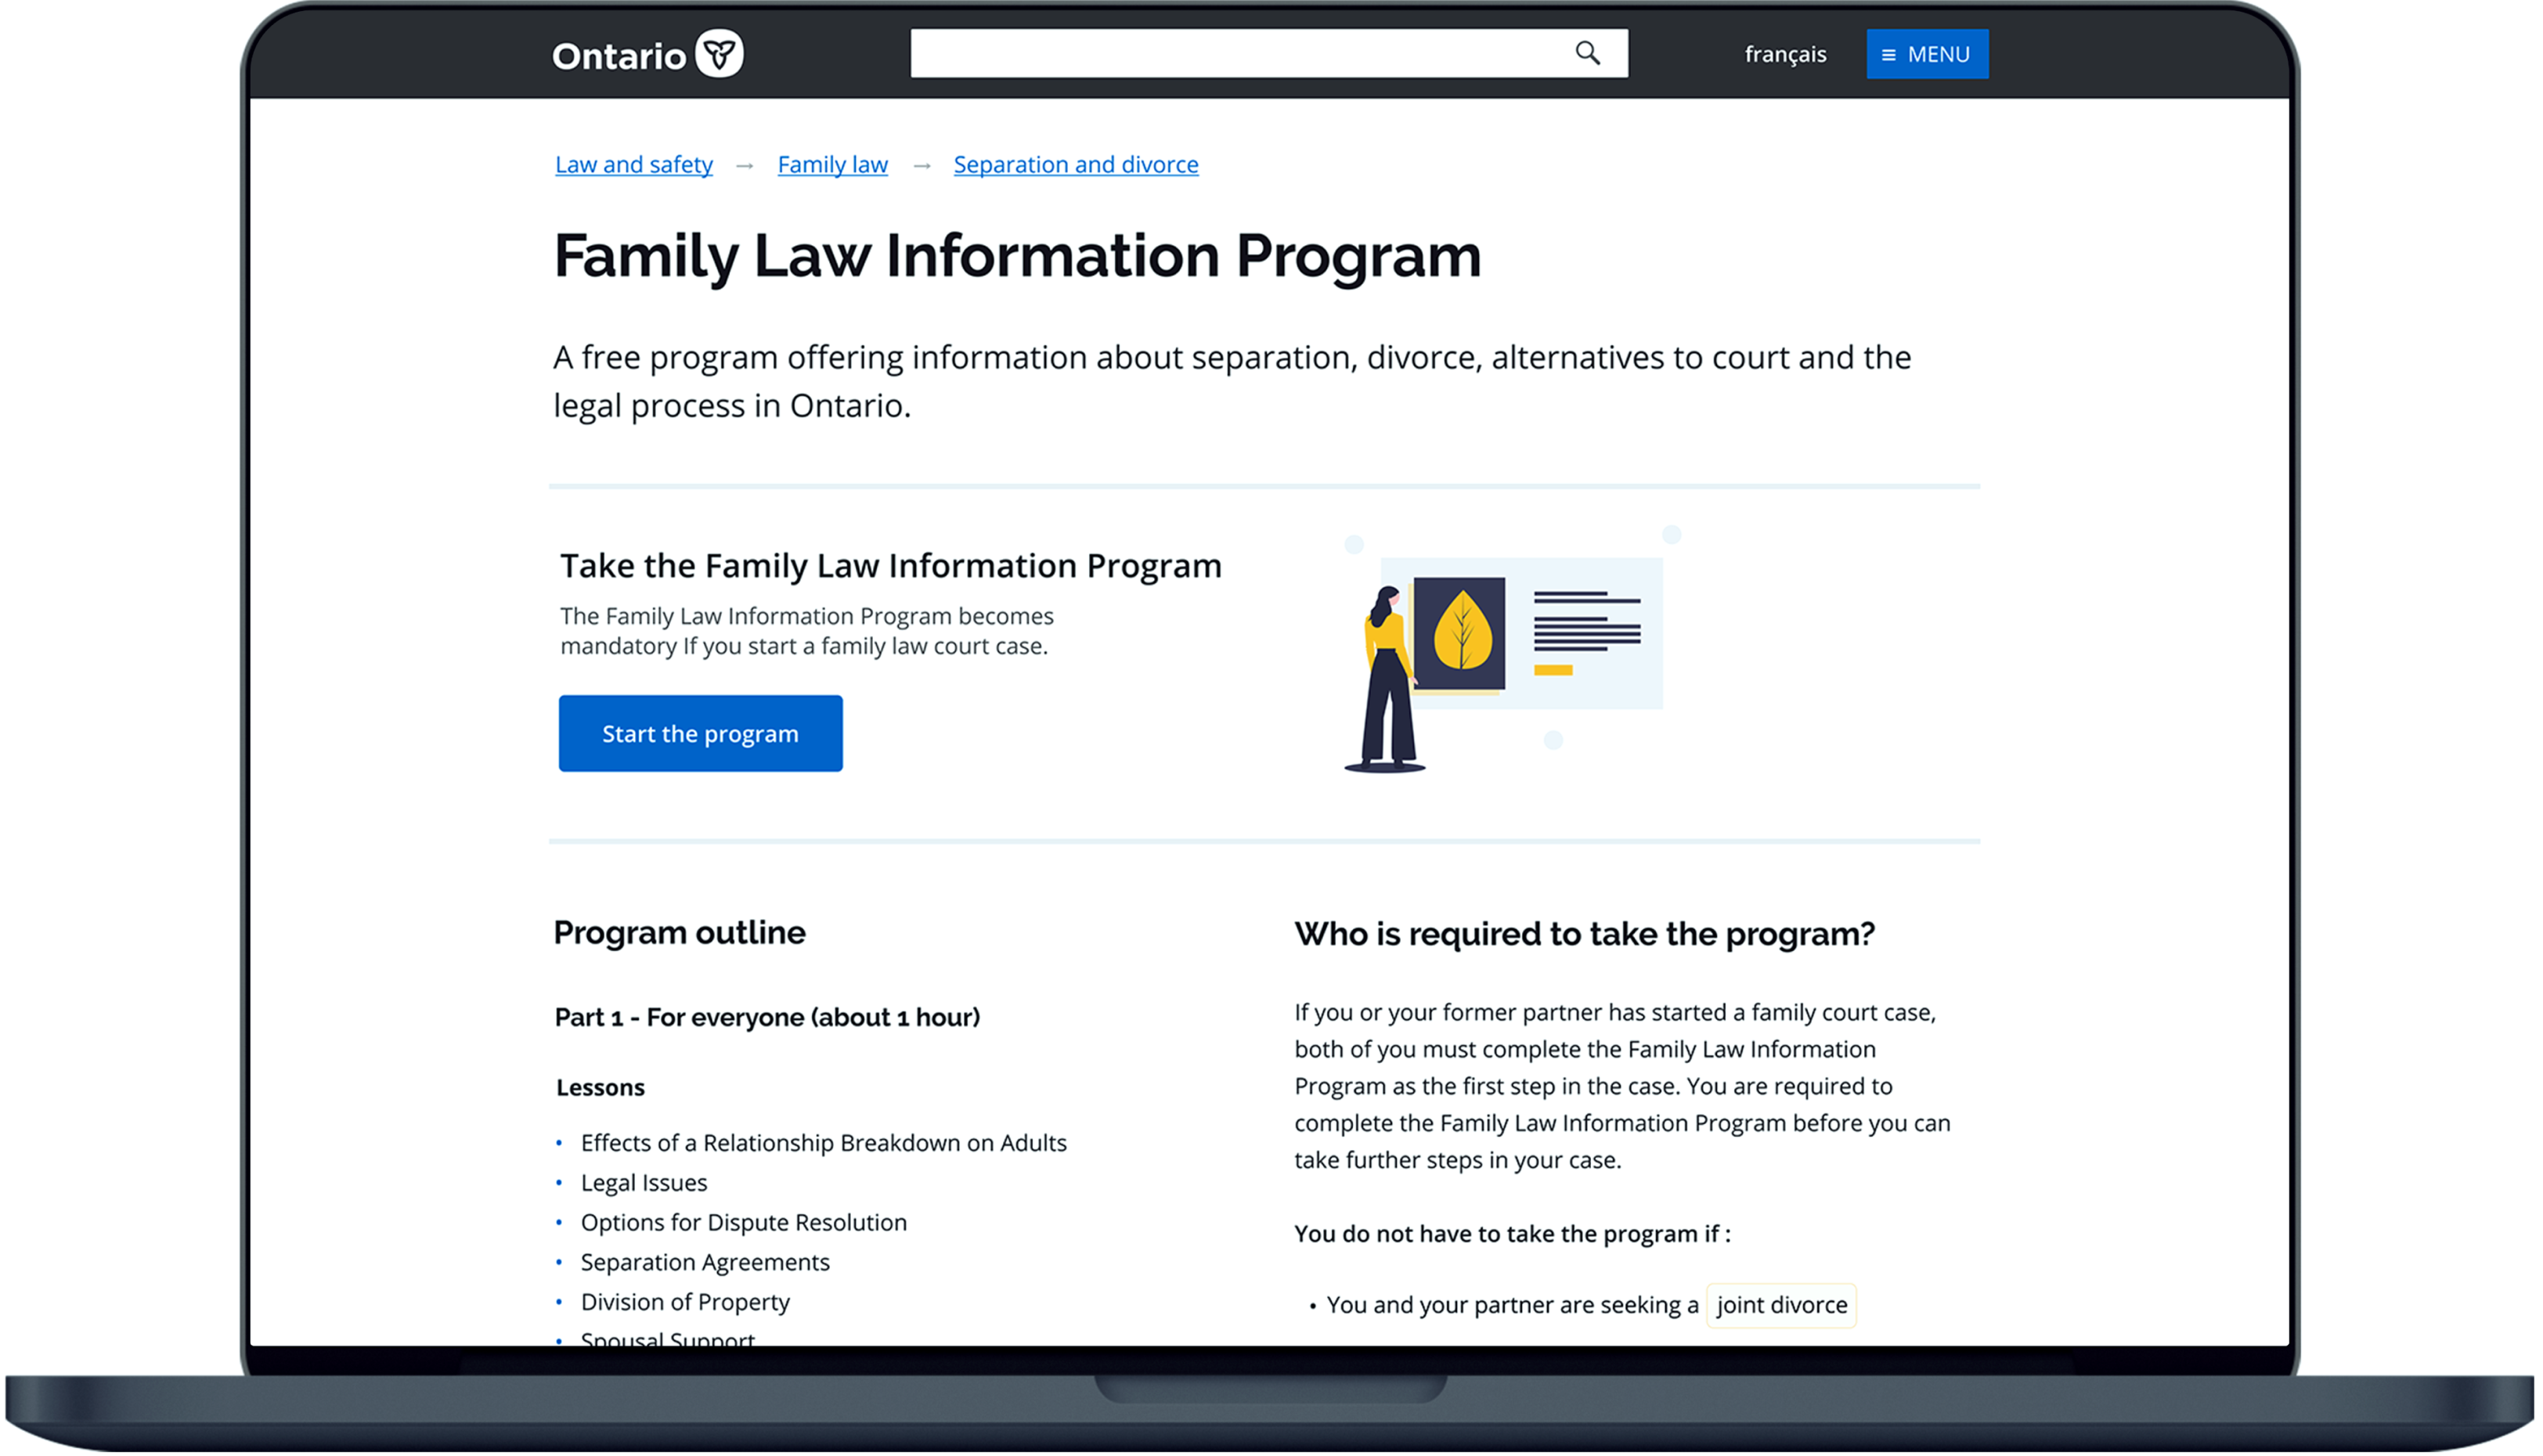 Ontario
français
≡ MENU
Law and safety → Family law → Separation and divorce
Family Law Information Program
A free program offering information about separation, divorce, alternatives to court and the
legal process in Ontario.
Take the Family Law Information Program
The Family Law Information Program becomes
mandatory If you start a family law court case.
Start the program
Program outline
Part 1 - For everyone (about 1 hour)
Lessons
• Effects of a Relationship Breakdown on Adults
• Legal Issues
• Options for Dispute Resolution
• Separation Agreements
• Division of Property
• Spousal Support
Who is required to take the program?
If you or your former partner has started a family court case,
both of you must complete the Family Law Information
Program as the first step in the case. You are required to
complete the Family Law Information Program before you can
take further steps in your case.
You do not have to take the program if :
• You and your partner are seeking a joint divorce